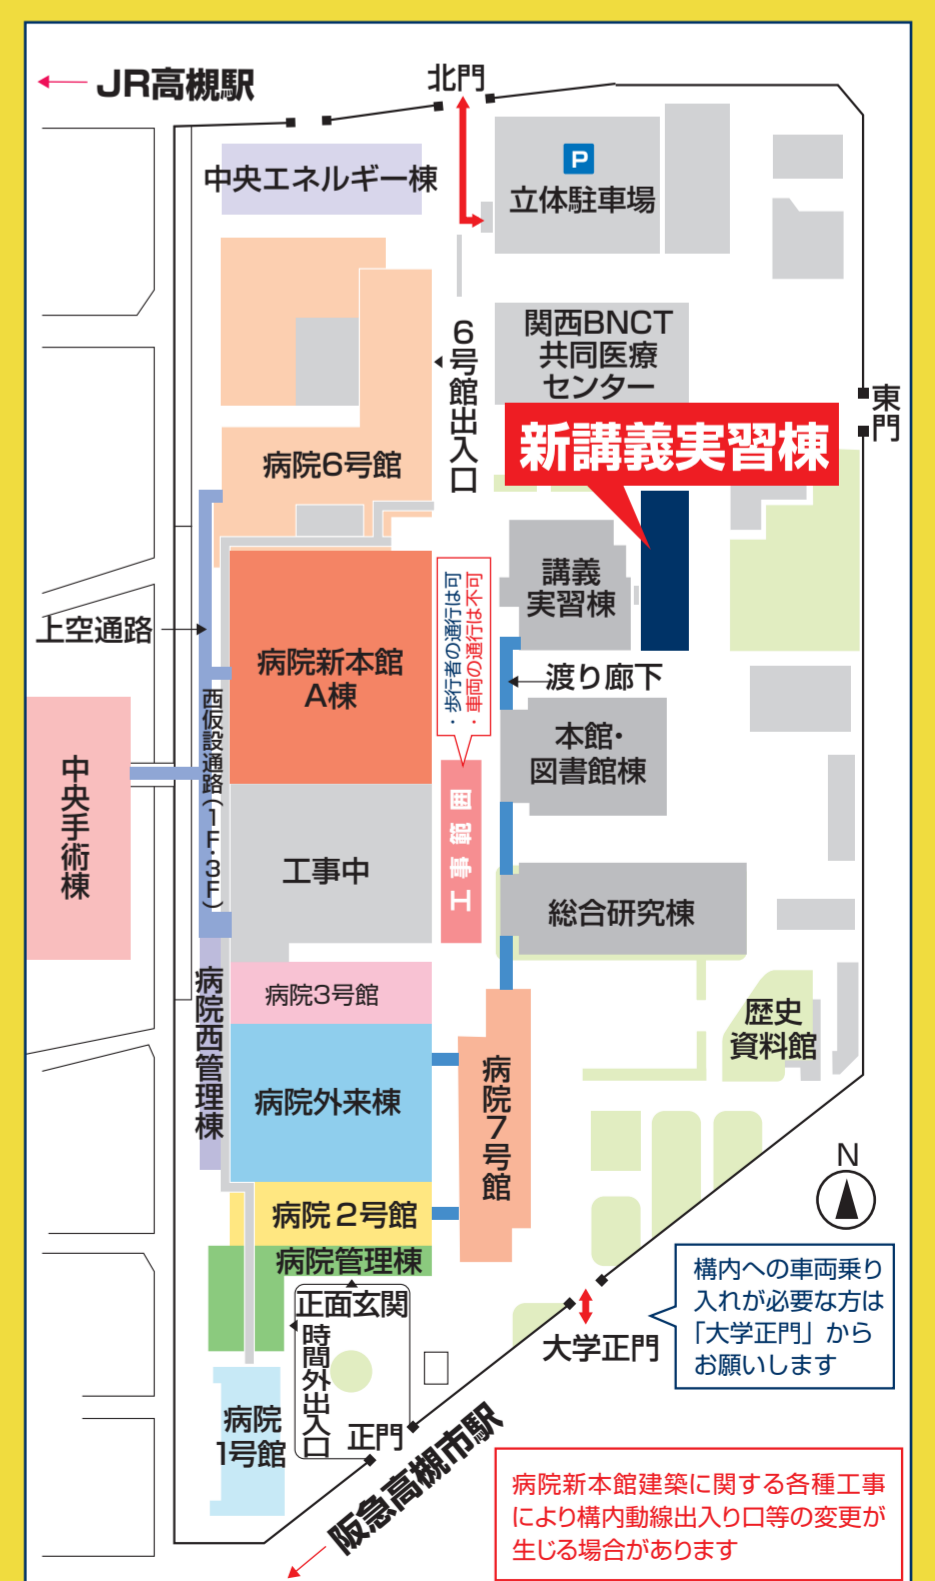 JR高槻駅
北門
中央エネルギー棟
P
立体駐車場
6号館出入口
関西BNCT
共同医療
センター
東門
新講義実習棟
病院6号館
講義
実習棟
・歩行者の通行は可
・車両の通行は不可
上空通路
病院新本館
A棟
渡り廊下
西仮設通路(1F・3F)
本館・
図書館棟
中央手術棟
工事範囲
工事中
総合研究棟
病院西管理棟
病院3号館
歴史
資料館
病院外来棟
病院7号館
N
病院2号館
病院管理棟
正面玄関
時間外出入口
構内への車両乗り
入れが必要な方は
「大学正門」から
お願いします
大学正門
病院
1号館
正門
阪急高槻市駅
病院新本館建築に関する各種工事
により構内動線出入り口等の変更が
生じる場合があります